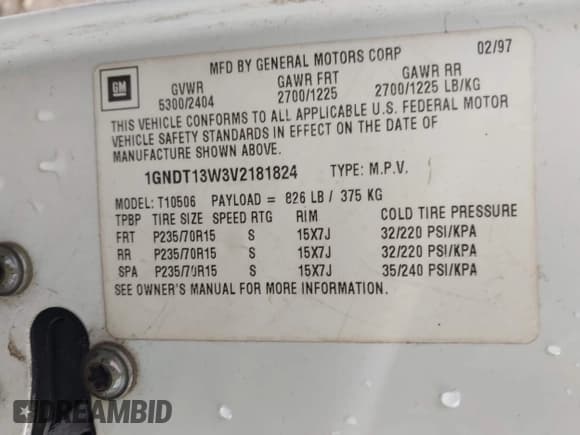 MFD BY GENERAL MOTORS CORP 02/97
GM GVWR GAWR FRT GAWR RR
5300/2404 2700/1225 2700/1225 LB/KG
THIS VEHICLE CONFORMS TO ALL APPLICABLE U.S. FEDERAL MOTOR
VEHICLE SAFETY STANDARDS IN EFFECT ON THE DATE OF
MANUFACTURE SHOWN ABOVE.
1GNDT13W3V2181824 TYPE: M.P.V.
MODEL: T10506 PAYLOAD = 826 LB / 375 KG
TPBP TIRE SIZE SPEED RTG RIM COLD TIRE PRESSURE
FRT P235/70R15 S 15X7J 32/220 PSI/KPA
RR P235/70R15 S 15X7J 32/220 PSI/KPA
SPA P235/70R15 S 15X7J 35/240 PSI/KPA
SEE OWNER'S MANUAL FOR MORE INFORMATION.
DREAMBID